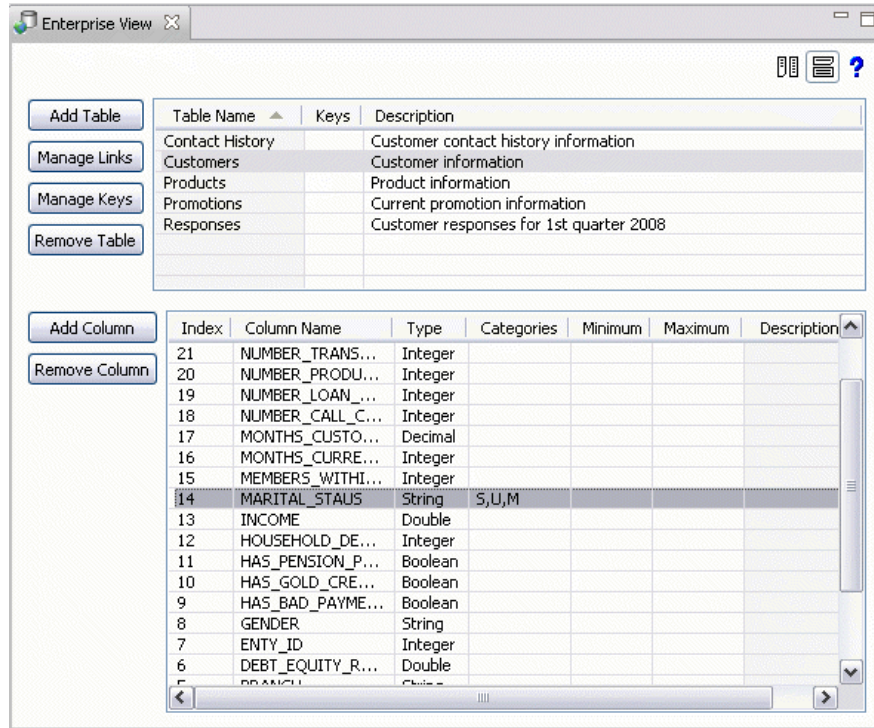 Enterprise View
Add Table
Manage Links
Manage Keys
Remove Table
Table Name Keys Description
Contact History Customer contact history information
Customers Customer information
Products Product information
Promotions Current promotion information
Responses Customer responses for 1st quarter 2008
Add Column
Remove Column
Index Column Name Type Categories Minimum Maximum Description
21 NUMBER_TRANS... Integer
20 NUMBER_PRODU... Integer
19 NUMBER_LOAN_... Integer
18 NUMBER_CALL_C... Integer
17 MONTHS_CUSTO... Decimal
16 MONTHS_CURRE... Integer
15 MEMBERS_WITHI... Integer
14 MARITAL_STAUS String S,U,M
13 INCOME Double
12 HOUSEHOLD_DE... Integer
11 HAS_PENSION_P... Boolean
10 HAS_GOLD_CRE... Boolean
9 HAS_BAD_PAYME... Boolean
8 GENDER String
7 ENTY_ID Integer
6 DEBT_EQUITY_R... Double